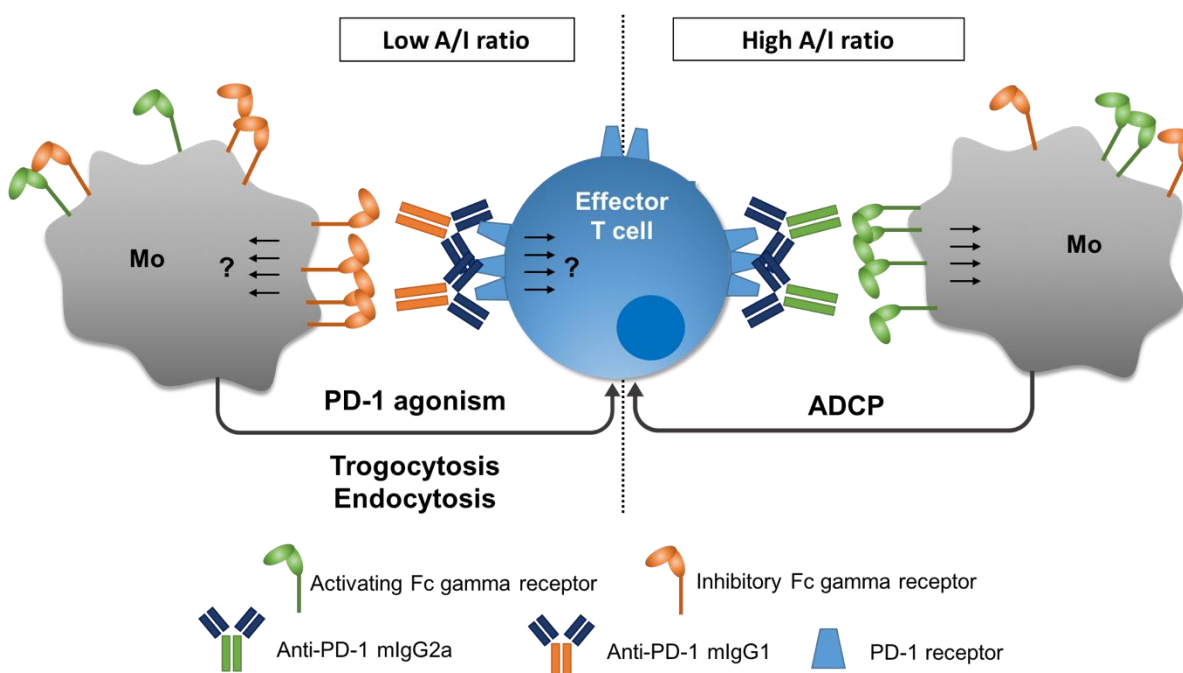 Low A/I ratio
High A/I ratio
Effector
T cell
Mo
?
?
Mo
PD-1 agonism
ADCP
Trogocytosis
Endocytosis
Activating Fc gamma receptor
Inhibitory Fc gamma receptor
Anti-PD-1 mIgG2a
Anti-PD-1 mIgG1
PD-1 receptor